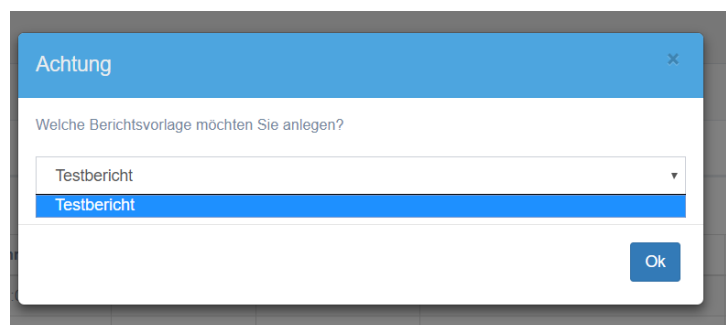 Achtung
×
Welche Berichtsvorlage möchten Sie anlegen?
Testbericht
Testbericht
Ok